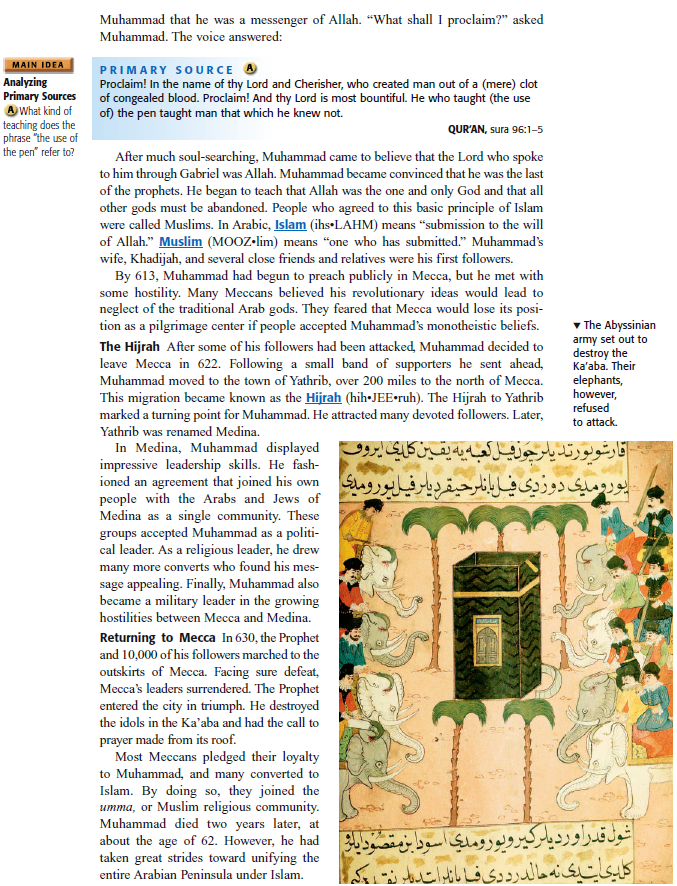 Muhammad that he was a messenger of Allah. “What shall I proclaim?” asked
Muhammad. The voice answered:
MAIN IDEA
Analyzing
Primary Sources
A What kind of
teaching does the
phrase “the use of
the pen” refer to?
PRIMARY SOURCE A
Proclaim! In the name of thy Lord and Cherisher, who created man out of a (mere) clot
of congealed blood. Proclaim! And thy Lord is most bountiful. He who taught (the use
of) the pen taught man that which he knew not.
QUR’AN, sura 96:1–5
After much soul-searching, Muhammad came to believe that the Lord who spoke
to him through Gabriel was Allah. Muhammad became convinced that he was the last
of the prophets. He began to teach that Allah was the one and only God and that all
other gods must be abandoned. People who agreed to this basic principle of Islam
were called Muslims. In Arabic, Islam (ihs•LAHM) means “submission to the will
of Allah.” Muslim (MOOZ•lim) means “one who has submitted.” Muhammad’s
wife, Khadijah, and several close friends and relatives were his first followers.
By 613, Muhammad had begun to preach publicly in Mecca, but he met with
some hostility. Many Meccans believed his revolutionary ideas would lead to
neglect of the traditional Arab gods. They feared that Mecca would lose its posi-
tion as a pilgrimage center if people accepted Muhammad’s monotheistic beliefs.
The Hijrah After some of his followers had been attacked, Muhammad decided to
leave Mecca in 622. Following a small band of supporters he sent ahead,
Muhammad moved to the town of Yathrib, over 200 miles to the north of Mecca.
This migration became known as the Hijrah (hih•JEE•ruh). The Hijrah to Yathrib
marked a turning point for Muhammad. He attracted many devoted followers. Later,
Yathrib was renamed Medina.
In Medina, Muhammad displayed
impressive leadership skills. He fash-
ioned an agreement that joined his own
people with the Arabs and Jews of
Medina as a single community. These
groups accepted Muhammad as a politi-
cal leader. As a religious leader, he drew
many more converts who found his mes-
sage appealing. Finally, Muhammad also
became a military leader in the growing
hostilities between Mecca and Medina.
Returning to Mecca In 630, the Prophet
and 10,000 of his followers marched to the
outskirts of Mecca. Facing sure defeat,
Mecca’s leaders surrendered. The Prophet
entered the city in triumph. He destroyed
the idols in the Ka’aba and had the call to
prayer made from its roof.
Most Meccans pledged their loyalty
to Muhammad, and many converted to
Islam. By doing so, they joined the
umma, or Muslim religious community.
Muhammad died two years later, at
about the age of 62. However, he had
taken great strides toward unifying the
entire Arabian Peninsula under Islam.
▼ The Abyssinian
army set out to
destroy the
Ka’aba. Their
elephants,
however,
refused
to attack.
قارشو فيل كعبه يه يقين كلدى
يورومدى فيل يورومدى
شول قدر اورديلر كيرو يورومدى
كلدى